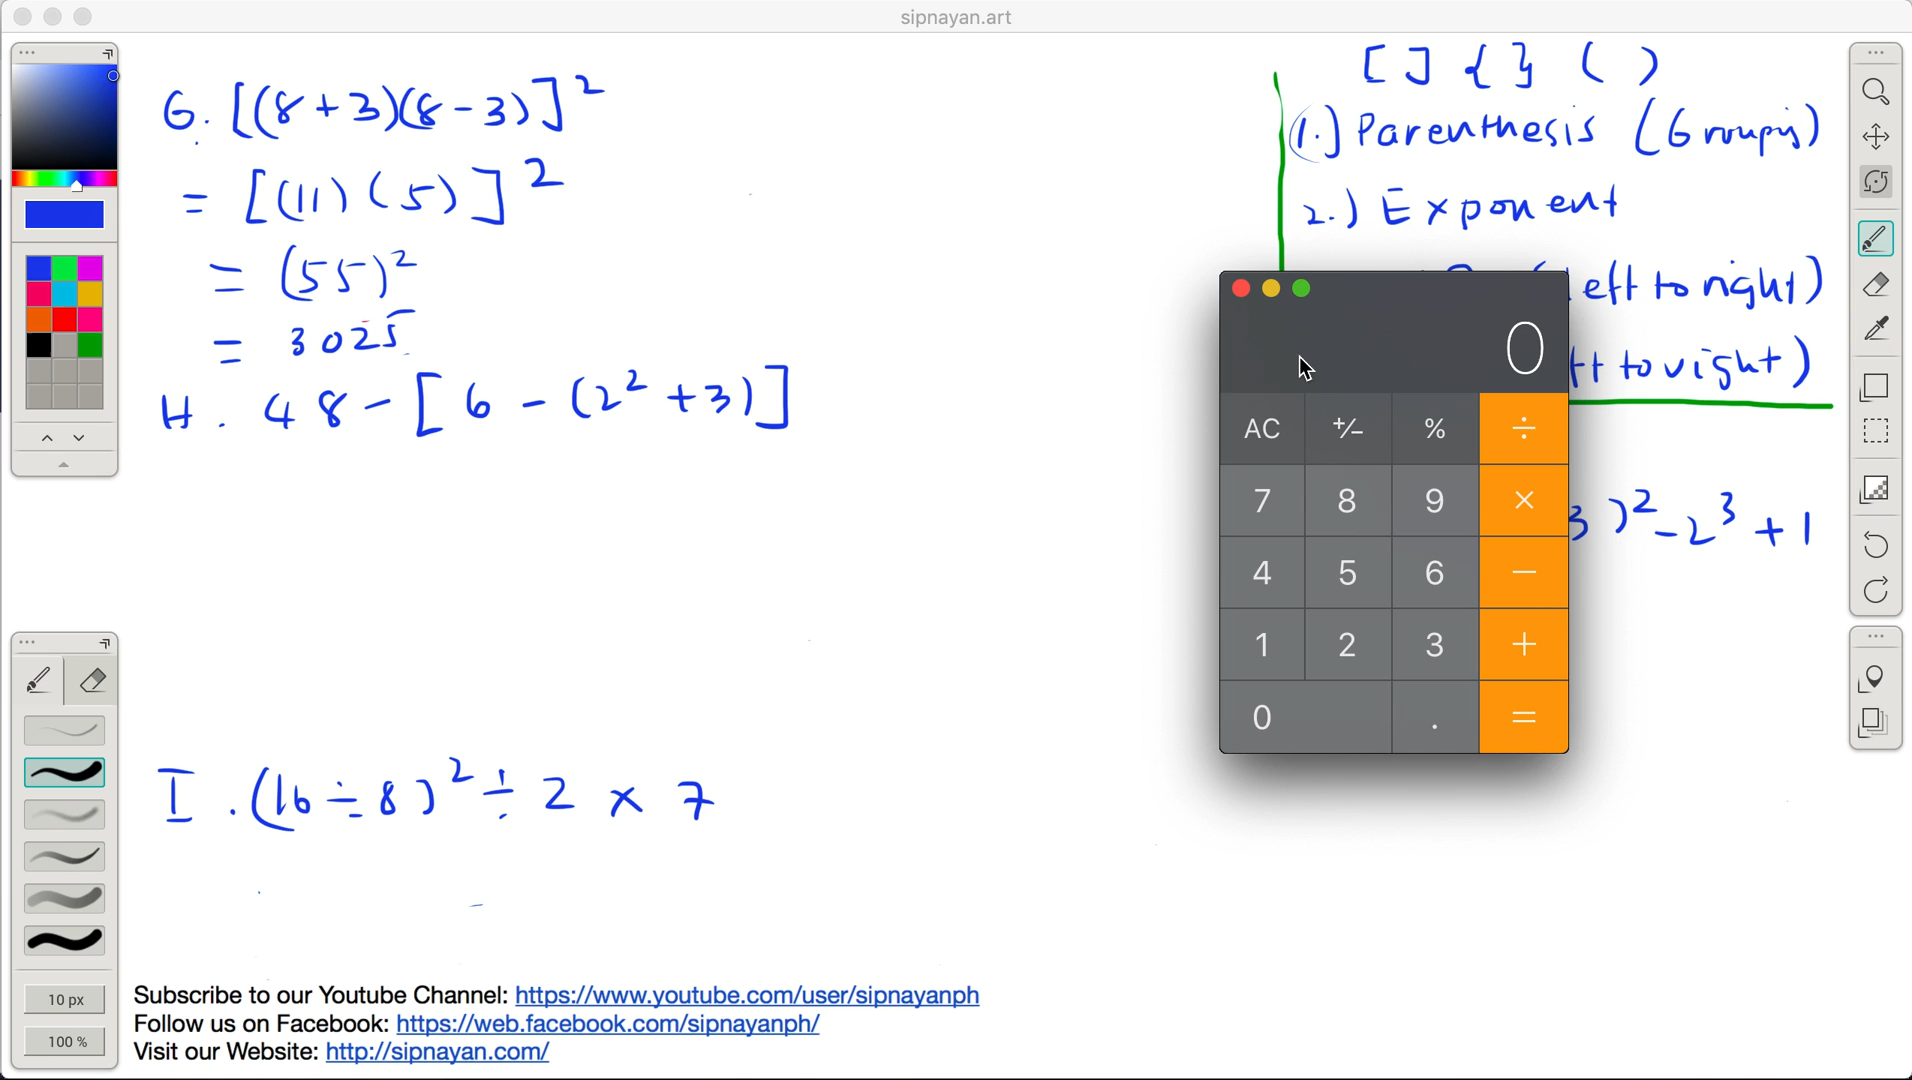 sipnayan.art
G. [(8+3)(8-3)]²
= [(11)(5)]²
= (55)²
= 3025
H. 48 - [6 - (2² + 3)]
I. (16 ÷ 8)² ÷ 2 × 7
[ ] { } ( )
1.) Parenthesis
2.) Exponent
left to right)
to right)
3)² - 2³ + 1
0
AC +/− % ÷
7 8 9 ×
4 5 6 −
1 2 3 +
0 . =
10 px
100 %
Subscribe to our Youtube Channel: https://www.youtube.com/user/sipnayanph
Follow us on Facebook: https://web.facebook.com/sipnayanph/
Visit our Website: http://sipnayan.com/